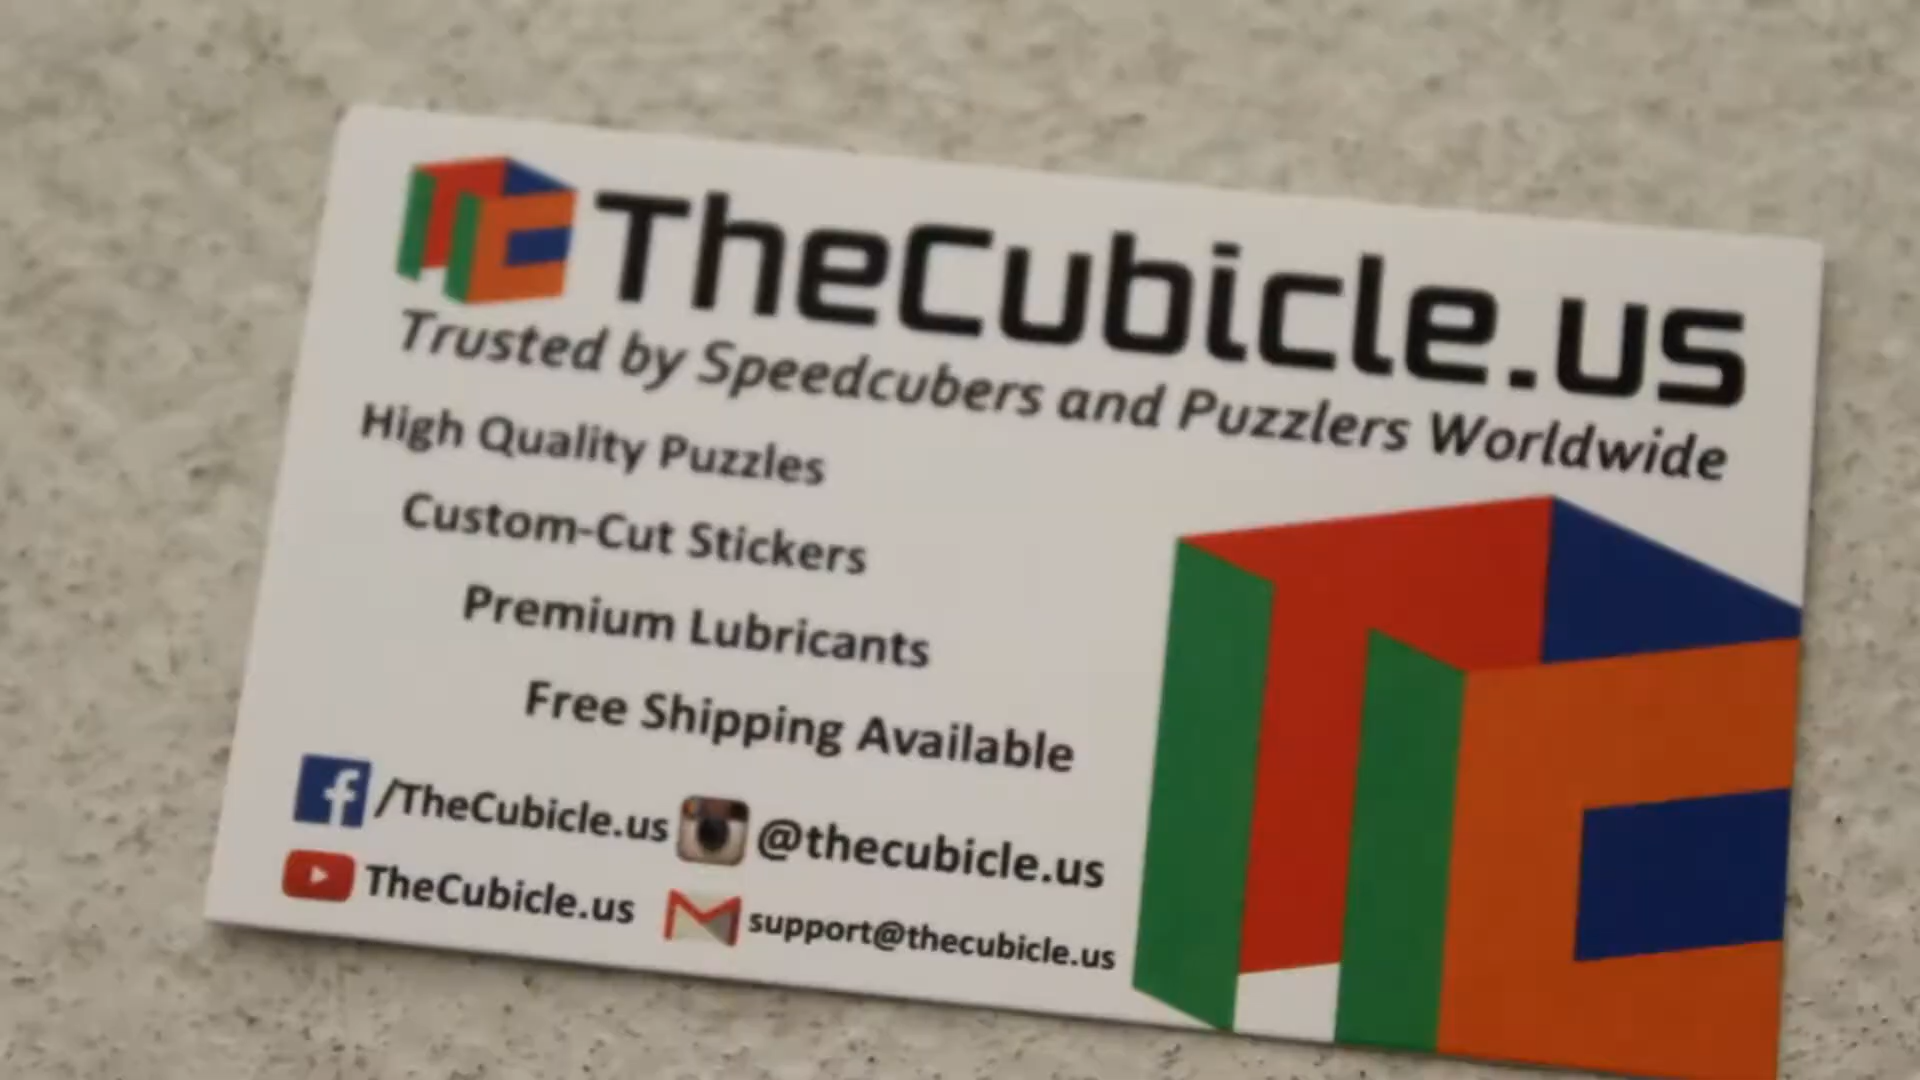 TheCubicle.us
Trusted by Speedcubers and Puzzlers Worldwide
High Quality Puzzles
Custom-Cut Stickers
Premium Lubricants
Free Shipping Available
/TheCubicle.us @thecubicle.us
TheCubicle.us support@thecubicle.us